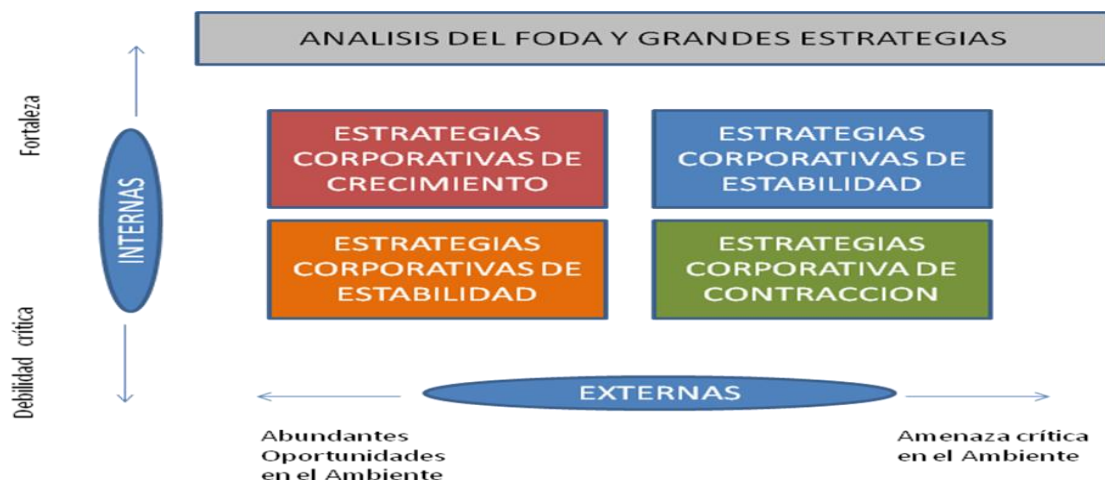 ANALISIS DEL FODA Y GRANDES ESTRATEGIAS
Fortaleza
INTERNAS
Debilidad crítica
ESTRATEGIAS
CORPORATIVAS DE
CRECIMIENTO
ESTRATEGIAS
CORPORATIVAS DE
ESTABILIDAD
ESTRATEGIAS
CORPORATIVAS DE
ESTABILIDAD
ESTRATEGIAS
CORPORATIVA DE
CONTRACCION
EXTERNAS
Abundantes
Oportunidades
en el Ambiente
Amenaza crítica
en el Ambiente